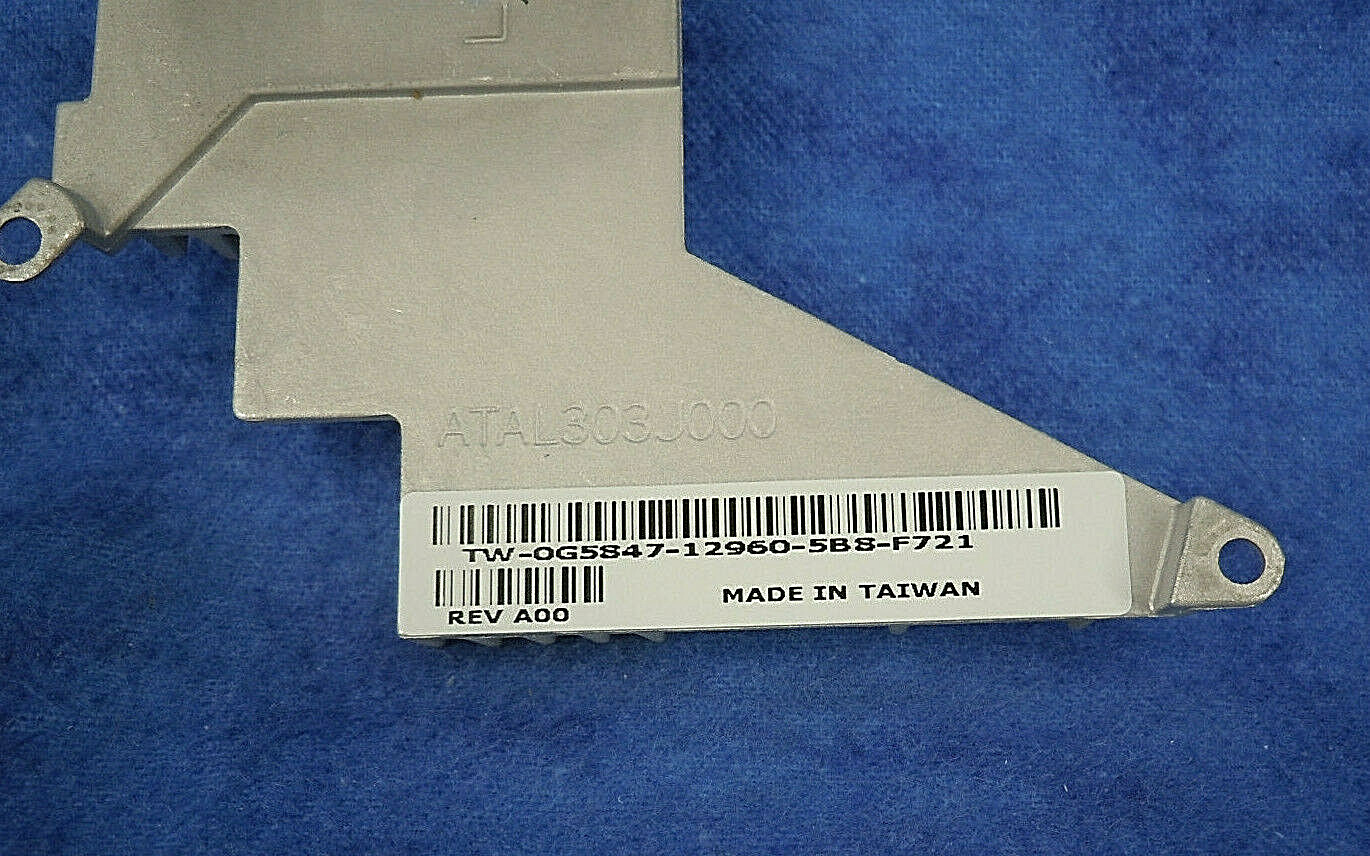 ATAL303J000
TW-0G5847-12960-5B8-F721
REV A00
MADE IN TAIWAN